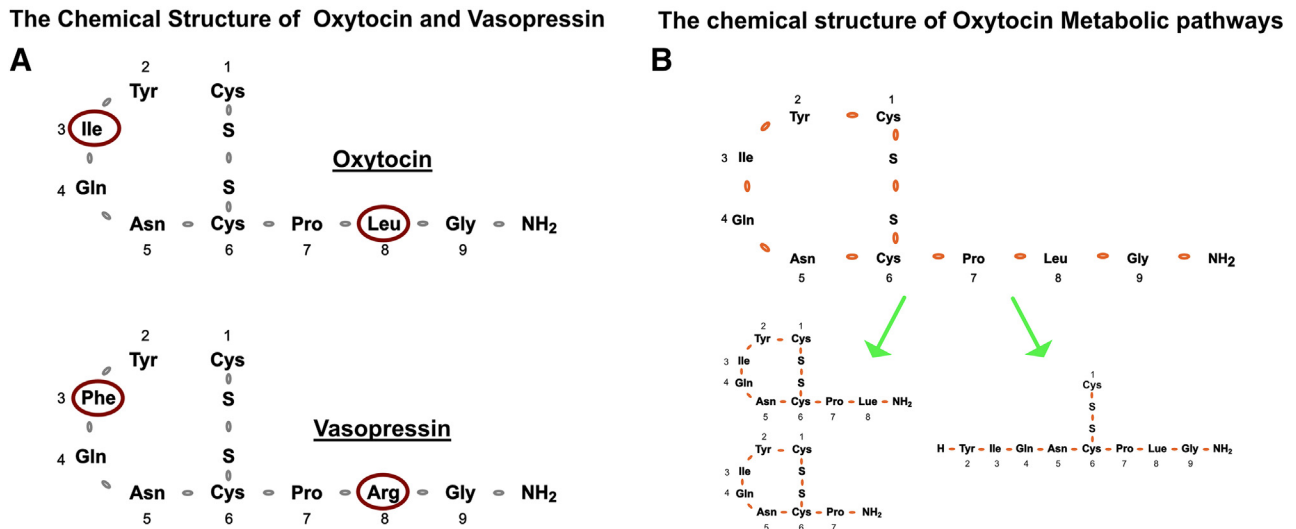 The Chemical Structure of Oxytocin and Vasopressin
A
2 1
Tyr Cys
3 Ile S
Oxytocin
4 Gln S
Asn Cys Pro Leu Gly NH2
5 6 7 8 9
2 1
Tyr Cys
3 Phe S
Vasopressin
4 Gln S
Asn Cys Pro Arg Gly NH2
5 6 7 8 9
The chemical structure of Oxytocin Metabolic pathways
B
2 1
Tyr Cys
3 Ile S
4 Gln S
Asn Cys Pro Leu Gly NH2
5 6 7 8 9
2 1
Tyr Cys
3 Ile S
4 Gln S
Asn Cys Pro Lue NH2
5 6 7 8
2 1
Tyr Cys
3 Ile S
4 Gln S
Asn Cys Pro NH2
5 6 7
1
Cys
S
S
H Tyr Ile Gln Asn Cys Pro Lue Gly NH2
2 3 4 5 6 7 8 9